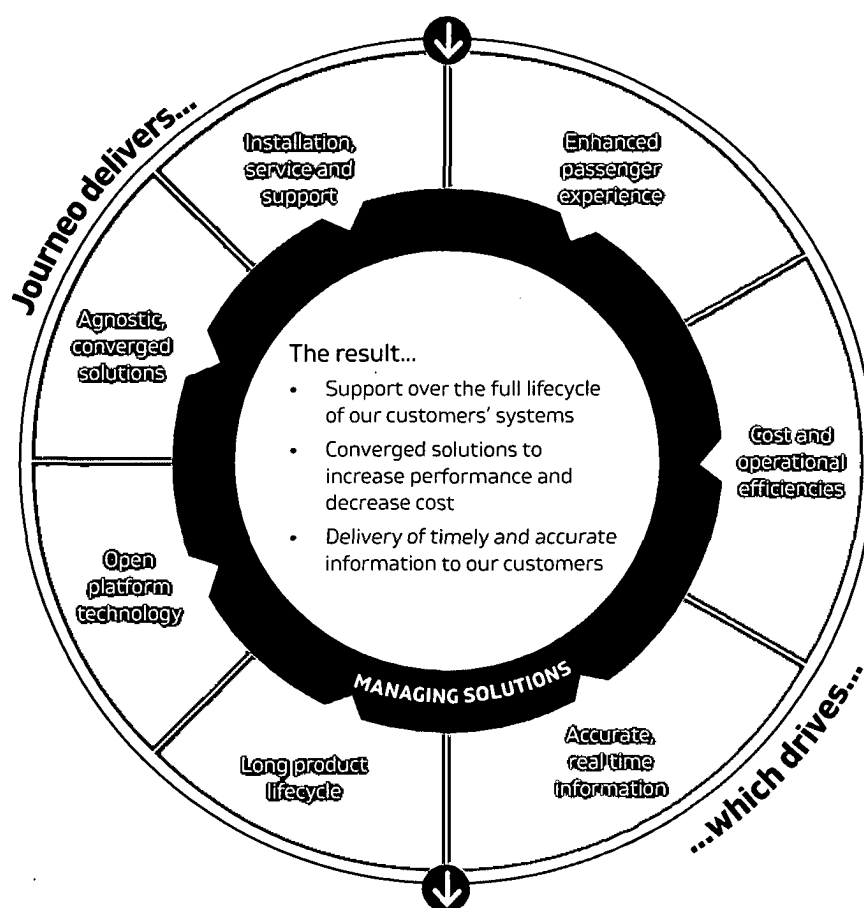 Journeo delivers...
Installation,
service and
support
Agnostic,
converged
solutions
Open
platform
technology
Long product
lifecycle
Enhanced
passenger
experience
Cost and
operational
efficiencies
Accurate,
real time
information
...which drives...
The result...
• Support over the full lifecycle
of our customers' systems
• Converged solutions to
increase performance and
decrease cost
• Delivery of timely and accurate
information to our customers
MANAGING SOLUTIONS